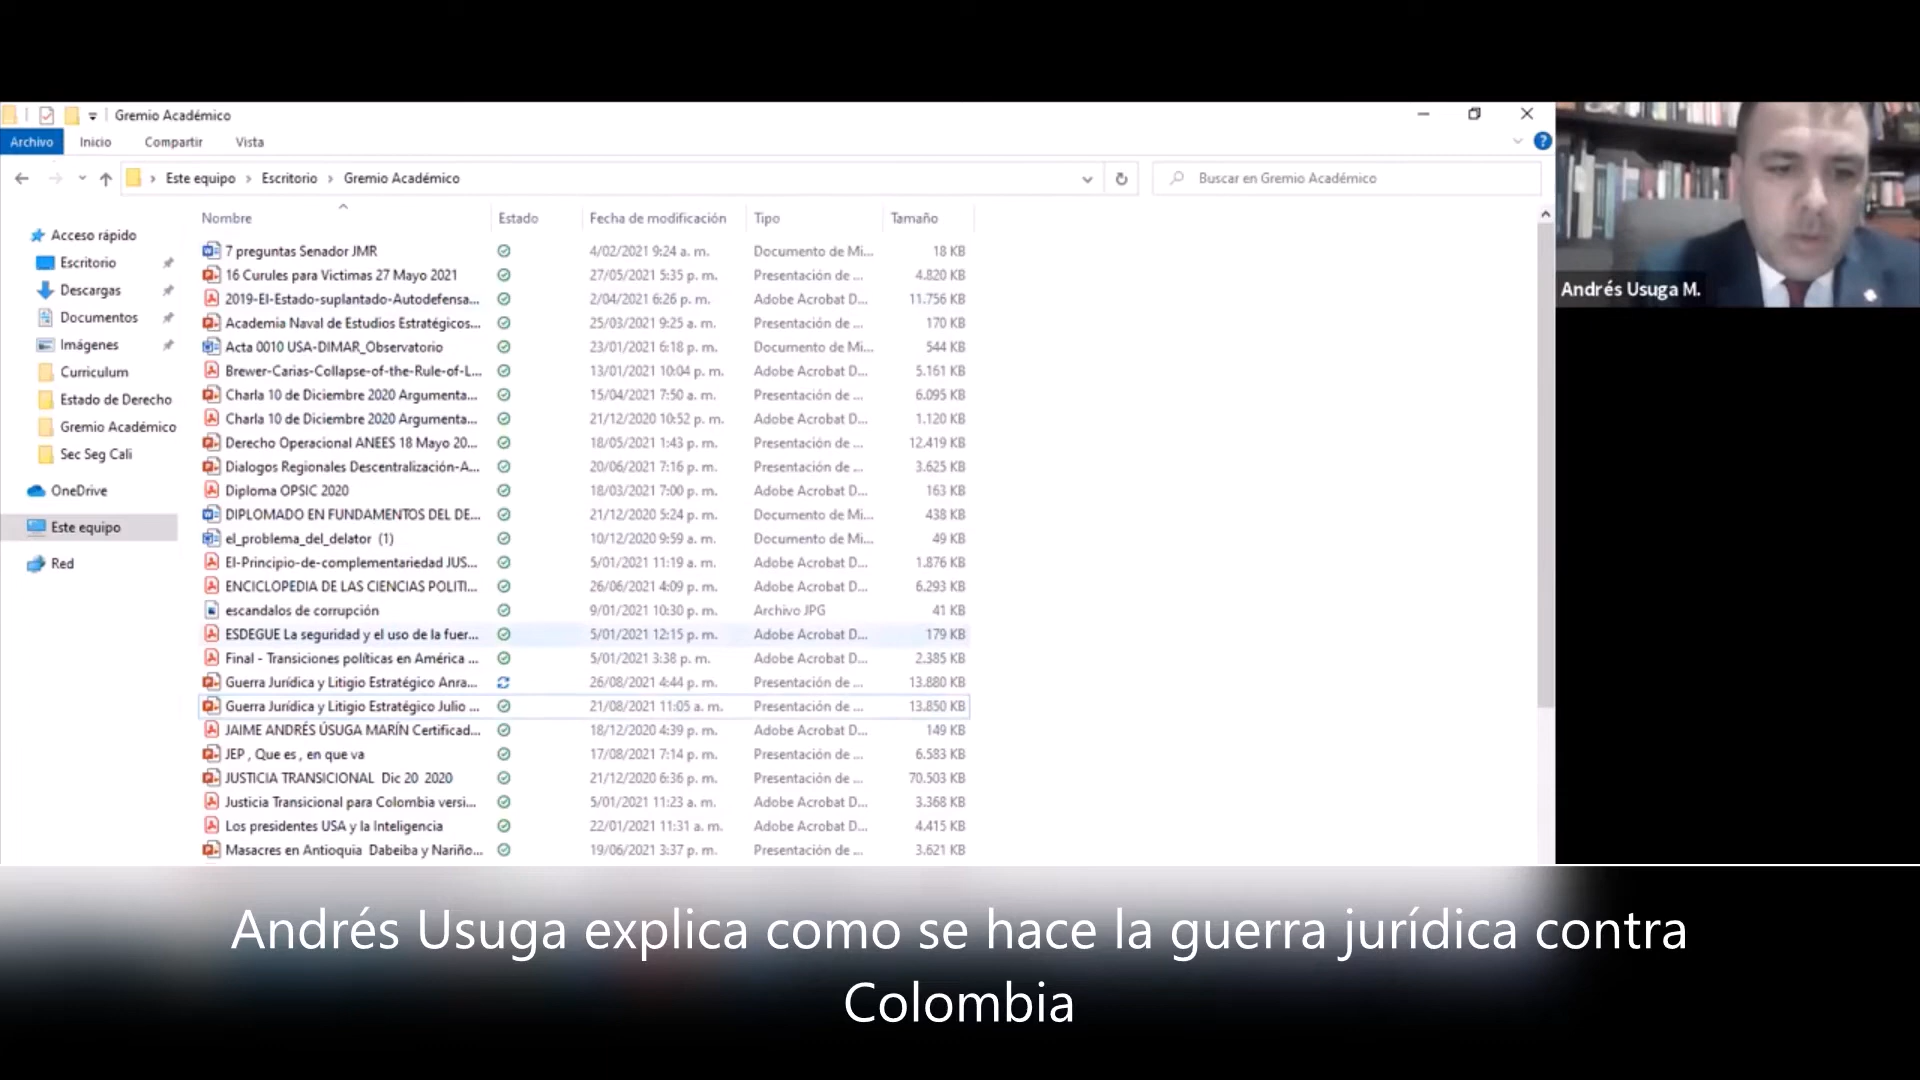 Gremio Académico
Archivo Inicio Compartir Vista
Este equipo Escritorio Gremio Académico Buscar en Gremio Académico
Nombre Estado Fecha de modificación Tipo Tamaño
Acceso rápido
Escritorio
Descargas
Documentos
Imágenes
Curriculum
Estado de Derecho
Gremio Académico
Sec Seg Cali
OneDrive
Este equipo
Red
7 preguntas Senador JMR 4/02/2021 9:24 a. m. Documento de Mi... 18 KB
16 Curules para Victimas 27 Mayo 2021 27/05/2021 5:35 p. m. Presentación de ... 4.820 KB
2019-El-Estado-suplantado-Autodefensa... 2/04/2021 6:26 p. m. Adobe Acrobat D... 11.756 KB
Academia Naval de Estudios Estratégicos... 25/03/2021 9:25 a. m. Presentación de ... 170 KB
Acta 0010 USA-DIMAR_Observatorio 23/01/2021 6:18 p. m. Documento de Mi... 544 KB
Brewer-Carias-Collapse-of-the-Rule-of-L... 13/01/2021 10:04 p. m. Adobe Acrobat D... 5.161 KB
Charla 10 de Diciembre 2020 Argumenta... 15/04/2021 7:50 a. m. Presentación de ... 6.095 KB
Charla 10 de Diciembre 2020 Argumenta... 21/12/2020 10:52 p. m. Adobe Acrobat D... 1.120 KB
Derecho Operacional ANEES 18 Mayo 20... 18/05/2021 1:43 p. m. Presentación de ... 12.419 KB
Dialogos Regionales Descentralización-A... 20/06/2021 7:16 p. m. Presentación de ... 3.625 KB
Diploma OPSIC 2020 18/03/2021 7:00 p. m. Adobe Acrobat D... 163 KB
DIPLOMADO EN FUNDAMENTOS DEL DE... 21/12/2020 5:24 p. m. Documento de Mi... 438 KB
el_problema_del_delator (1) 10/12/2020 9:59 a. m. Documento de Mi... 49 KB
El-Principio-de-complementariedad JUS... 5/01/2021 11:19 a. m. Adobe Acrobat D... 1.876 KB
ENCICLOPEDIA DE LAS CIENCIAS POLITI... 26/06/2021 4:09 p. m. Adobe Acrobat D... 6.293 KB
escandalos de corrupción 9/01/2021 10:30 p. m. Archivo JPG 41 KB
ESDEGUE La seguridad y el uso de la fuer... 5/01/2021 12:15 p. m. Adobe Acrobat D... 179 KB
Final - Transiciones políticas en América ... 5/01/2021 3:38 p. m. Adobe Acrobat D... 2.385 KB
Guerra Jurídica y Litigio Estratégico Anra... 26/08/2021 4:44 p. m. Presentación de ... 13.880 KB
Guerra Jurídica y Litigio Estratégico Julio ... 21/08/2021 11:05 a. m. Presentación de ... 13.850 KB
JAIME ANDRÉS ÚSUGA MARÍN Certificad... 18/12/2020 4:39 p. m. Adobe Acrobat D... 149 KB
JEP , Que es , en que va 17/08/2021 7:14 p. m. Presentación de ... 6.583 KB
JUSTICIA TRANSICIONAL Dic 20 2020 21/12/2020 6:36 p. m. Presentación de ... 70.503 KB
Justicia Transicional para Colombia versi... 5/01/2021 11:23 a. m. Adobe Acrobat D... 3.368 KB
Los presidentes USA y la Inteligencia 22/01/2021 11:31 a. m. Adobe Acrobat D... 4.415 KB
Masacres en Antioquia Dabeiba y Nariño... 19/06/2021 3:37 p. m. Presentación de ... 3.621 KB
Andrés Usuga M.
Andrés Usuga explica como se hace la guerra jurídica contra
Colombia